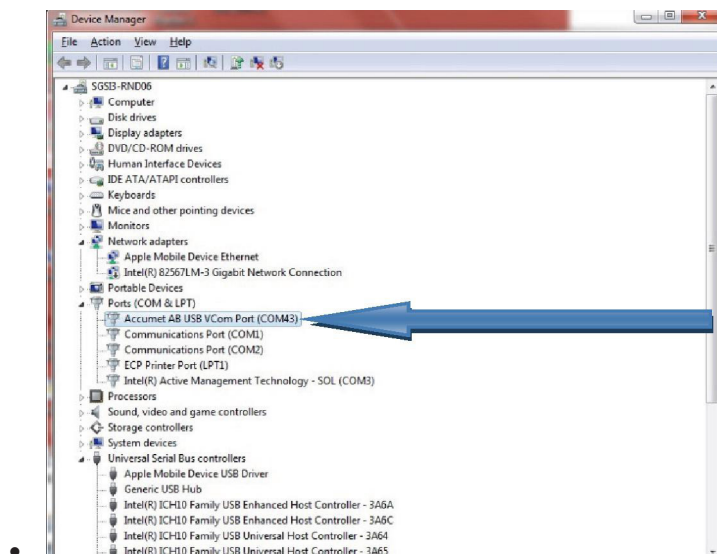 Device Manager
File Action View Help
SGSI3-RND06
Computer
Disk drives
Display adapters
DVD/CD-ROM drives
Human Interface Devices
IDE ATA/ATAPI controllers
Keyboards
Mice and other pointing devices
Monitors
Network adapters
Apple Mobile Device Ethernet
Intel(R) 82567LM-3 Gigabit Network Connection
Portable Devices
Ports (COM & LPT)
Accumet AB USB VCom Port (COM43)
Communications Port (COM1)
Communications Port (COM2)
ECP Printer Port (LPT1)
Intel(R) Active Management Technology - SOL (COM3)
Processors
Sound, video and game controllers
Storage controllers
System devices
Universal Serial Bus controllers
Apple Mobile Device USB Driver
Generic USB Hub
Intel(R) ICH10 Family USB Enhanced Host Controller - 3A6A
Intel(R) ICH10 Family USB Enhanced Host Controller - 3A6C
Intel(R) ICH10 Family USB Universal Host Controller - 3A64
Intel(R) ICH10 Family USB Universal Host Controller - 3A65